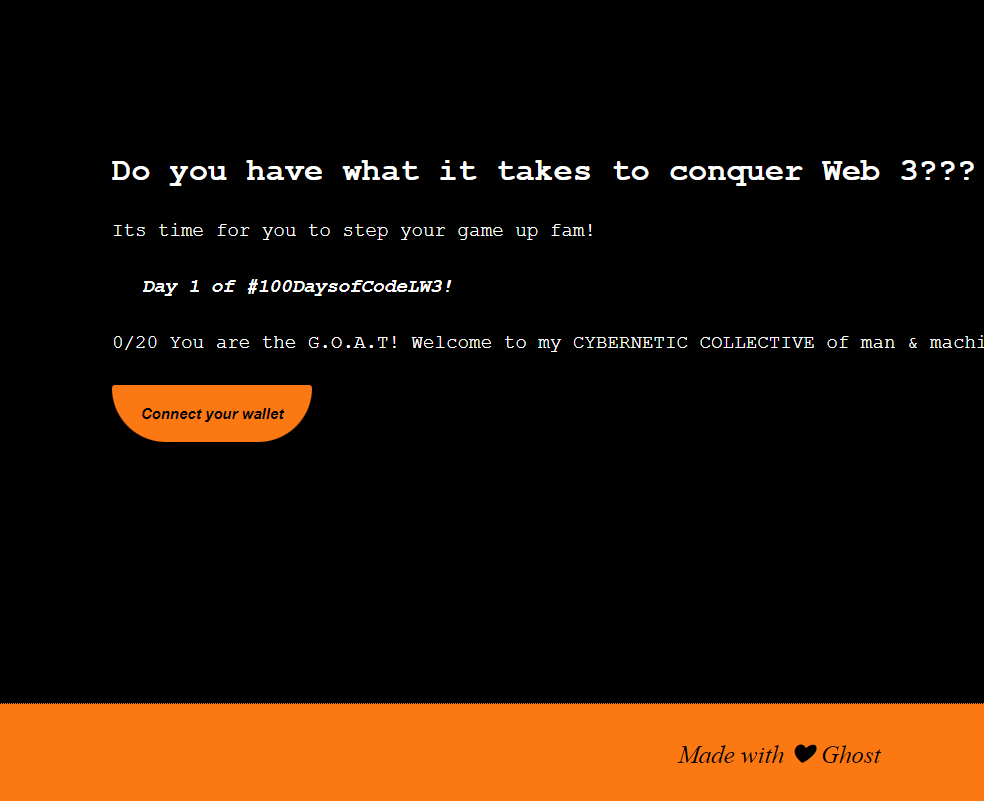 Do you have what it takes to conquer Web 3???
Its time for you to step your game up fam!
Day 1 of #100DaysofCodeLW3!
0/20 You are the G.O.A.T! Welcome to my CYBERNETIC COLLECTIVE of man & machi
Connect your wallet
Made with ❤ Ghost